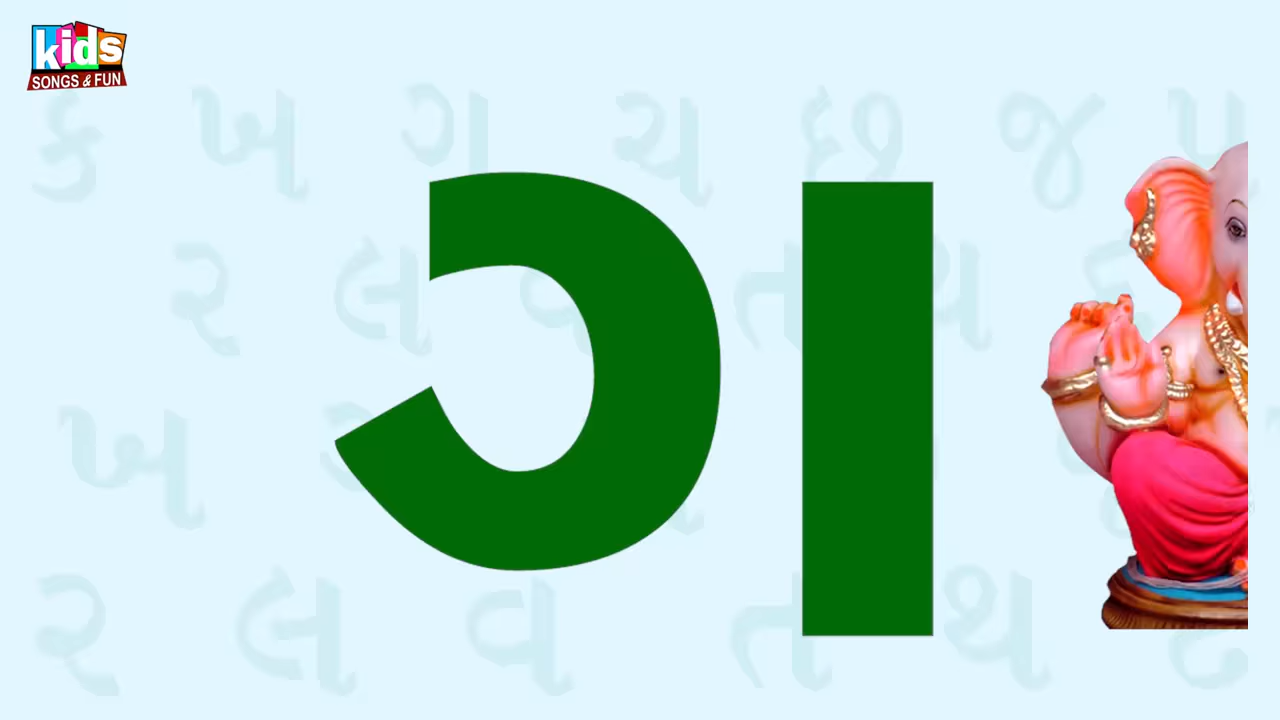 kids
SONGS & FUN
ક ખ ગ ચ છ જ પ
ગ
ર લ વ ત થ દ
ખ
ર લ વ ત થ ઢ